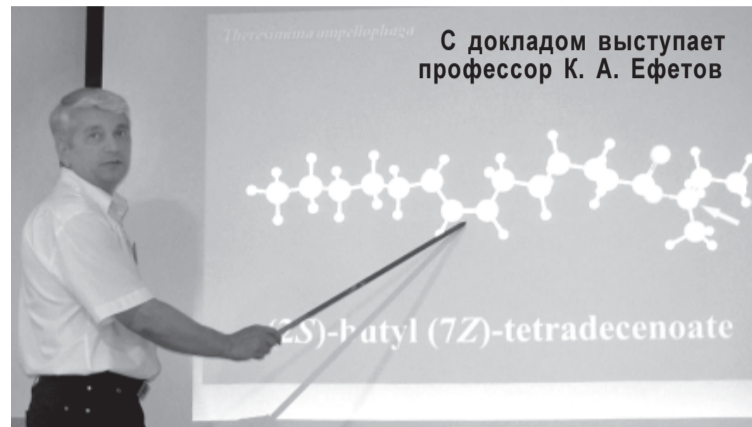 Theresimima ampellophaga
С докладом выступает
профессор К. А. Ефетов
(2S)-butyl (7Z)-tetradecenoate